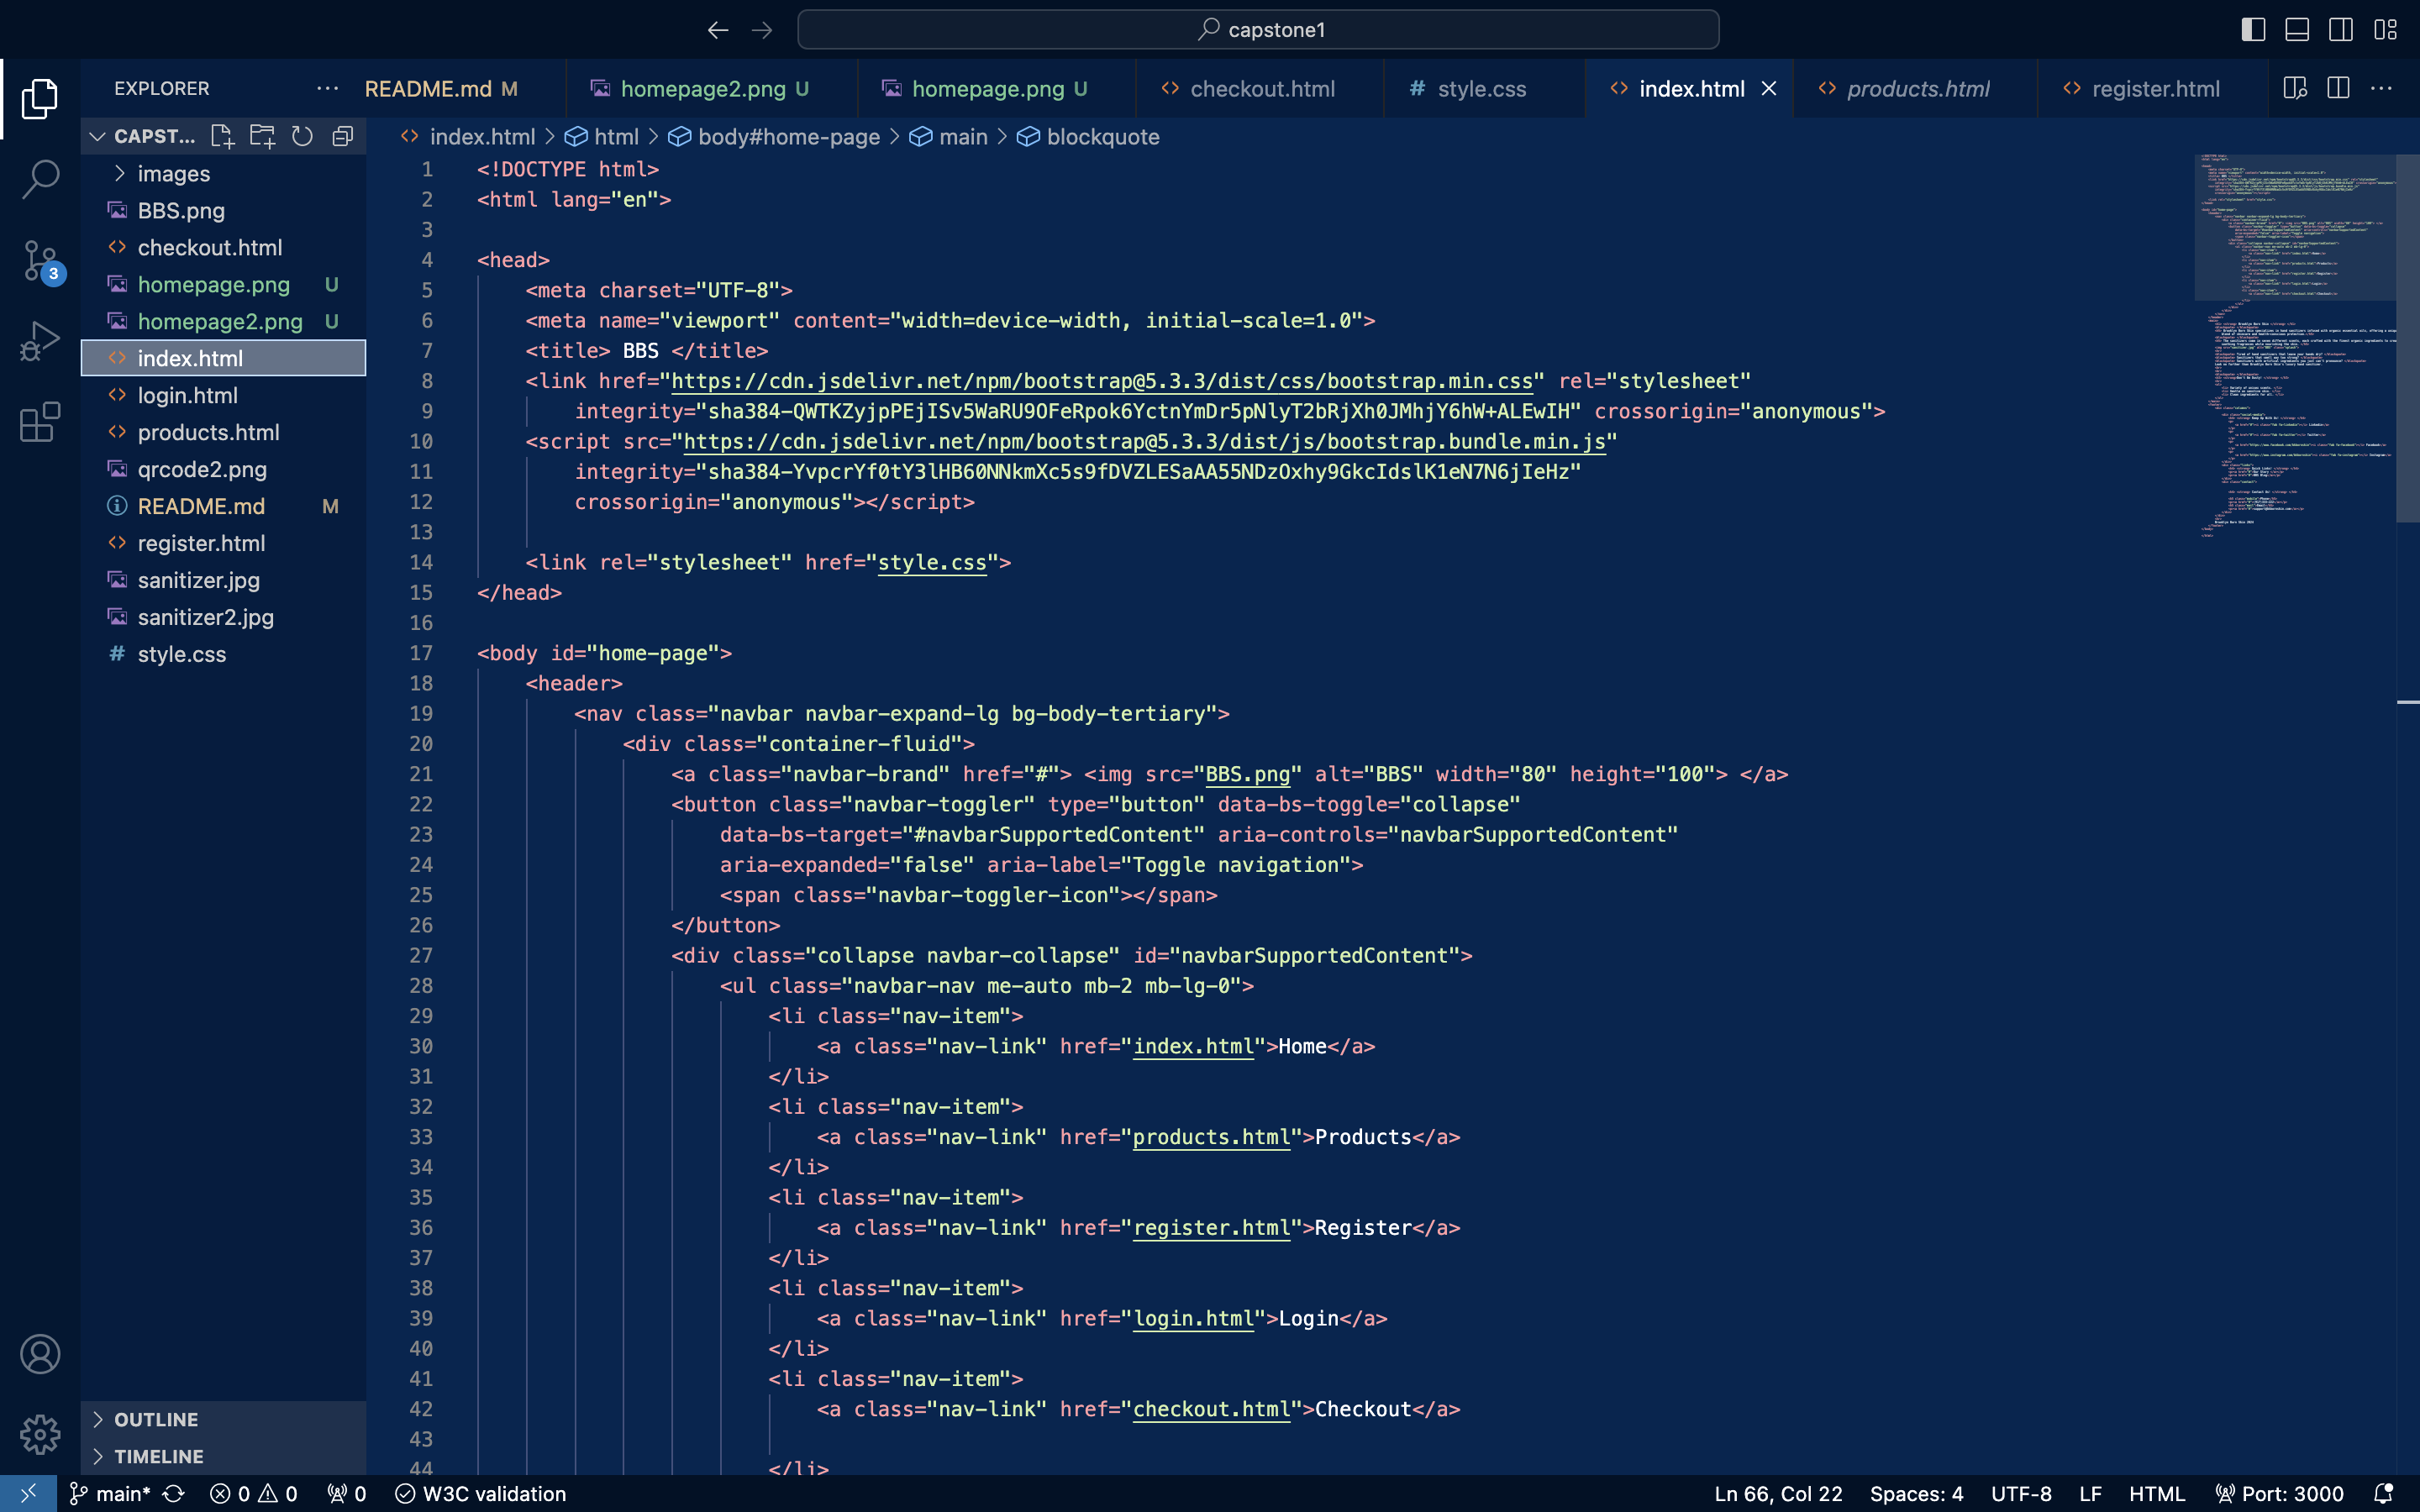 capstone1
EXPLORER
README.md M
homepage2.png U
homepage.png U
checkout.html
# style.css
index.html
products.html
register.html
CAPST...
index.html > html > body#home-page > main > blockquote
images
BBS.png
checkout.html
homepage.png U
homepage2.png U
index.html
login.html
products.html
qrcode2.png
README.md M
register.html
sanitizer.jpg
sanitizer2.jpg
# style.css
3
OUTLINE
TIMELINE
1 <!DOCTYPE html>
2 <html lang="en">
3
4 <head>
5 <meta charset="UTF-8">
6 <meta name="viewport" content="width=device-width, initial-scale=1.0">
7 <title> BBS </title>
8 <link href="https://cdn.jsdelivr.net/npm/bootstrap@5.3.3/dist/css/bootstrap.min.css" rel="stylesheet"
9 integrity="sha384-QWTKZyjpPEjISv5WaRU9OFeRpok6YctnYmDr5pNlyT2bRjXh0JMhjY6hW+ALEwIH" crossorigin="anonymous">
10 <script src="https://cdn.jsdelivr.net/npm/bootstrap@5.3.3/dist/js/bootstrap.bundle.min.js"
11 integrity="sha384-YvpcrYf0tY3lHB60NNkmXc5s9fDVZLESaAA55NDzOxhy9GkcIdslK1eN7N6jIeHz"
12 crossorigin="anonymous"></script>
13
14 <link rel="stylesheet" href="style.css">
15 </head>
16
17 <body id="home-page">
18 <header>
19 <nav class="navbar navbar-expand-lg bg-body-tertiary">
20 <div class="container-fluid">
21 <a class="navbar-brand" href="#"> <img src="BBS.png" alt="BBS" width="80" height="100"> </a>
22 <button class="navbar-toggler" type="button" data-bs-toggle="collapse"
23 data-bs-target="#navbarSupportedContent" aria-controls="navbarSupportedContent"
24 aria-expanded="false" aria-label="Toggle navigation">
25 <span class="navbar-toggler-icon"></span>
26 </button>
27 <div class="collapse navbar-collapse" id="navbarSupportedContent">
28 <ul class="navbar-nav me-auto mb-2 mb-lg-0">
29 <li class="nav-item">
30 <a class="nav-link" href="index.html">Home</a>
31 </li>
32 <li class="nav-item">
33 <a class="nav-link" href="products.html">Products</a>
34 </li>
35 <li class="nav-item">
36 <a class="nav-link" href="register.html">Register</a>
37 </li>
38 <li class="nav-item">
39 <a class="nav-link" href="login.html">Login</a>
40 </li>
41 <li class="nav-item">
42 <a class="nav-link" href="checkout.html">Checkout</a>
43
44 </li>
main* 0 0 0 W3C validation
Ln 66, Col 22 Spaces: 4 UTF-8 LF HTML Port: 3000